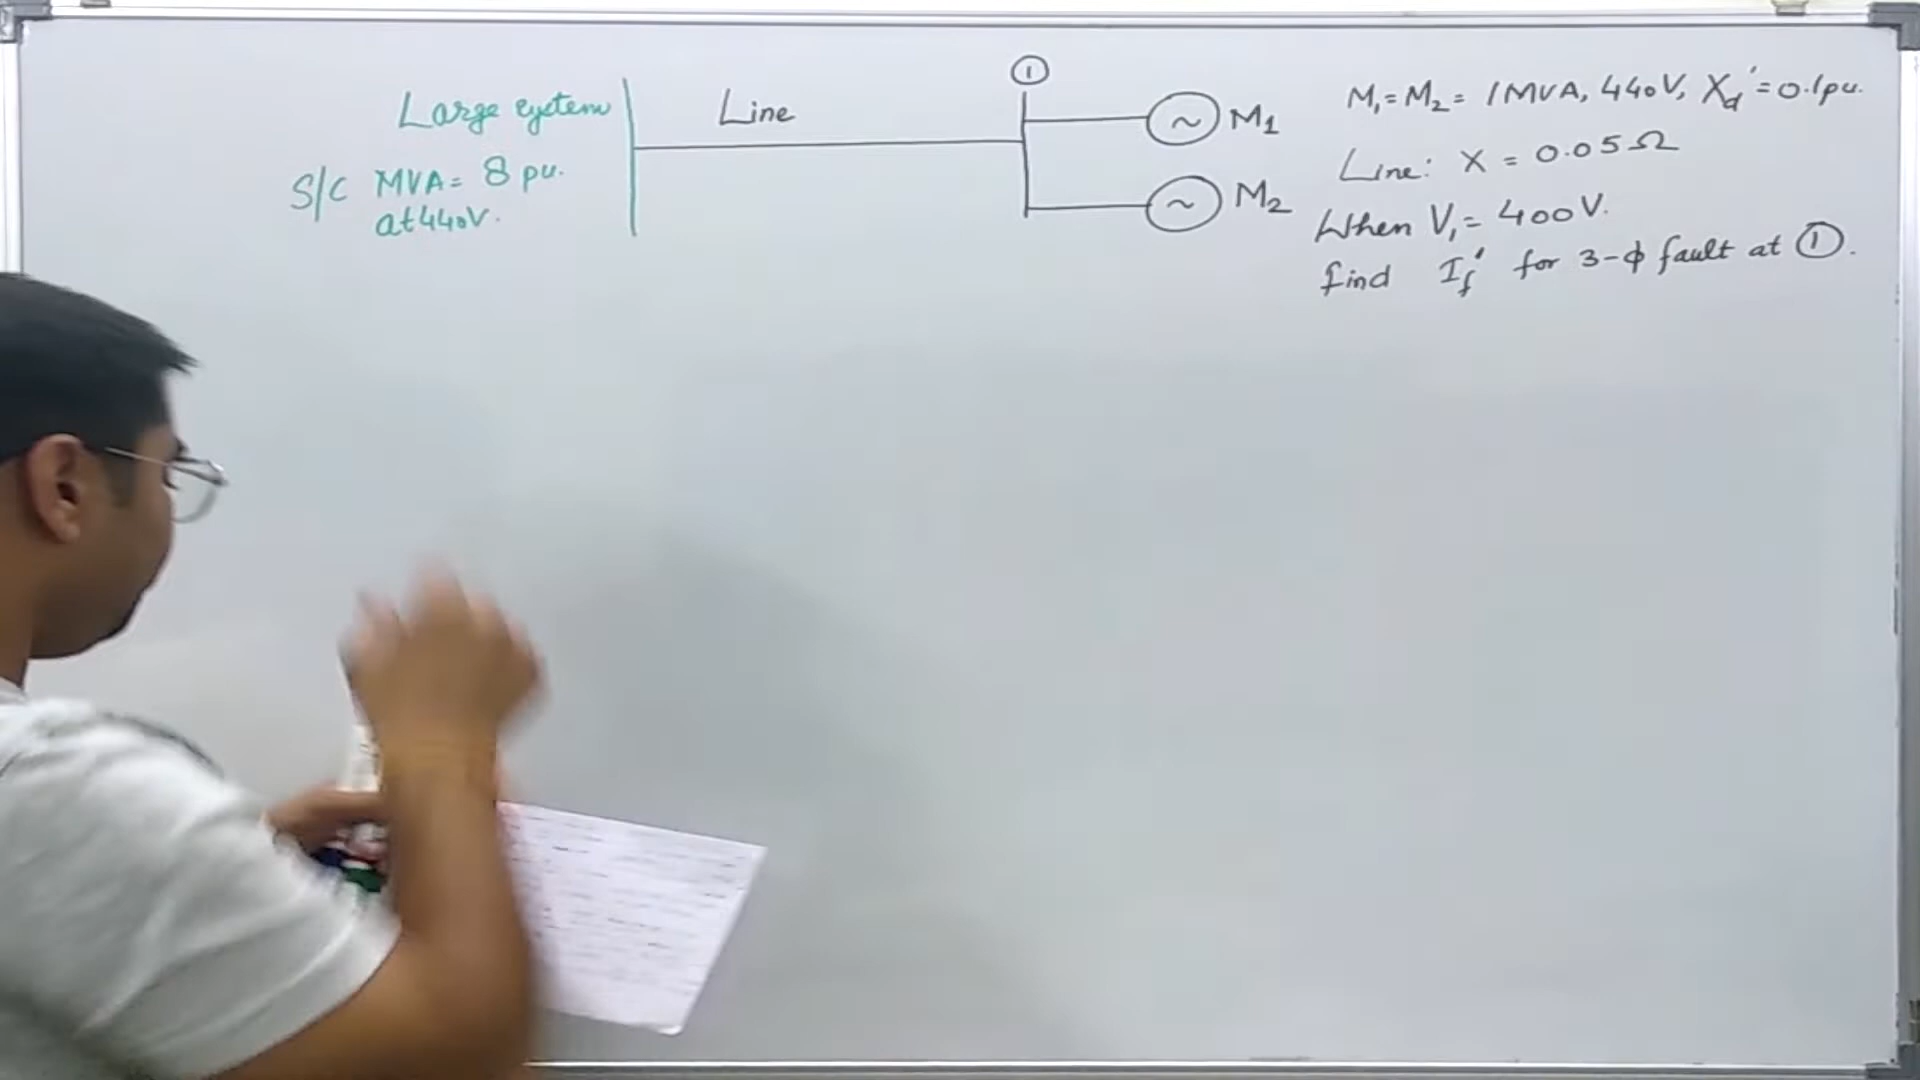 Large system
S/C MVA = 8 pu.
at 440V.
Line
1
~ M1
~ M2
M₁ = M₂ = 1MVA, 440V, Xd' = 0.1pu.
Line: X = 0.05Ω
When V₁ = 400V.
find If' for 3-ϕ fault at ①.